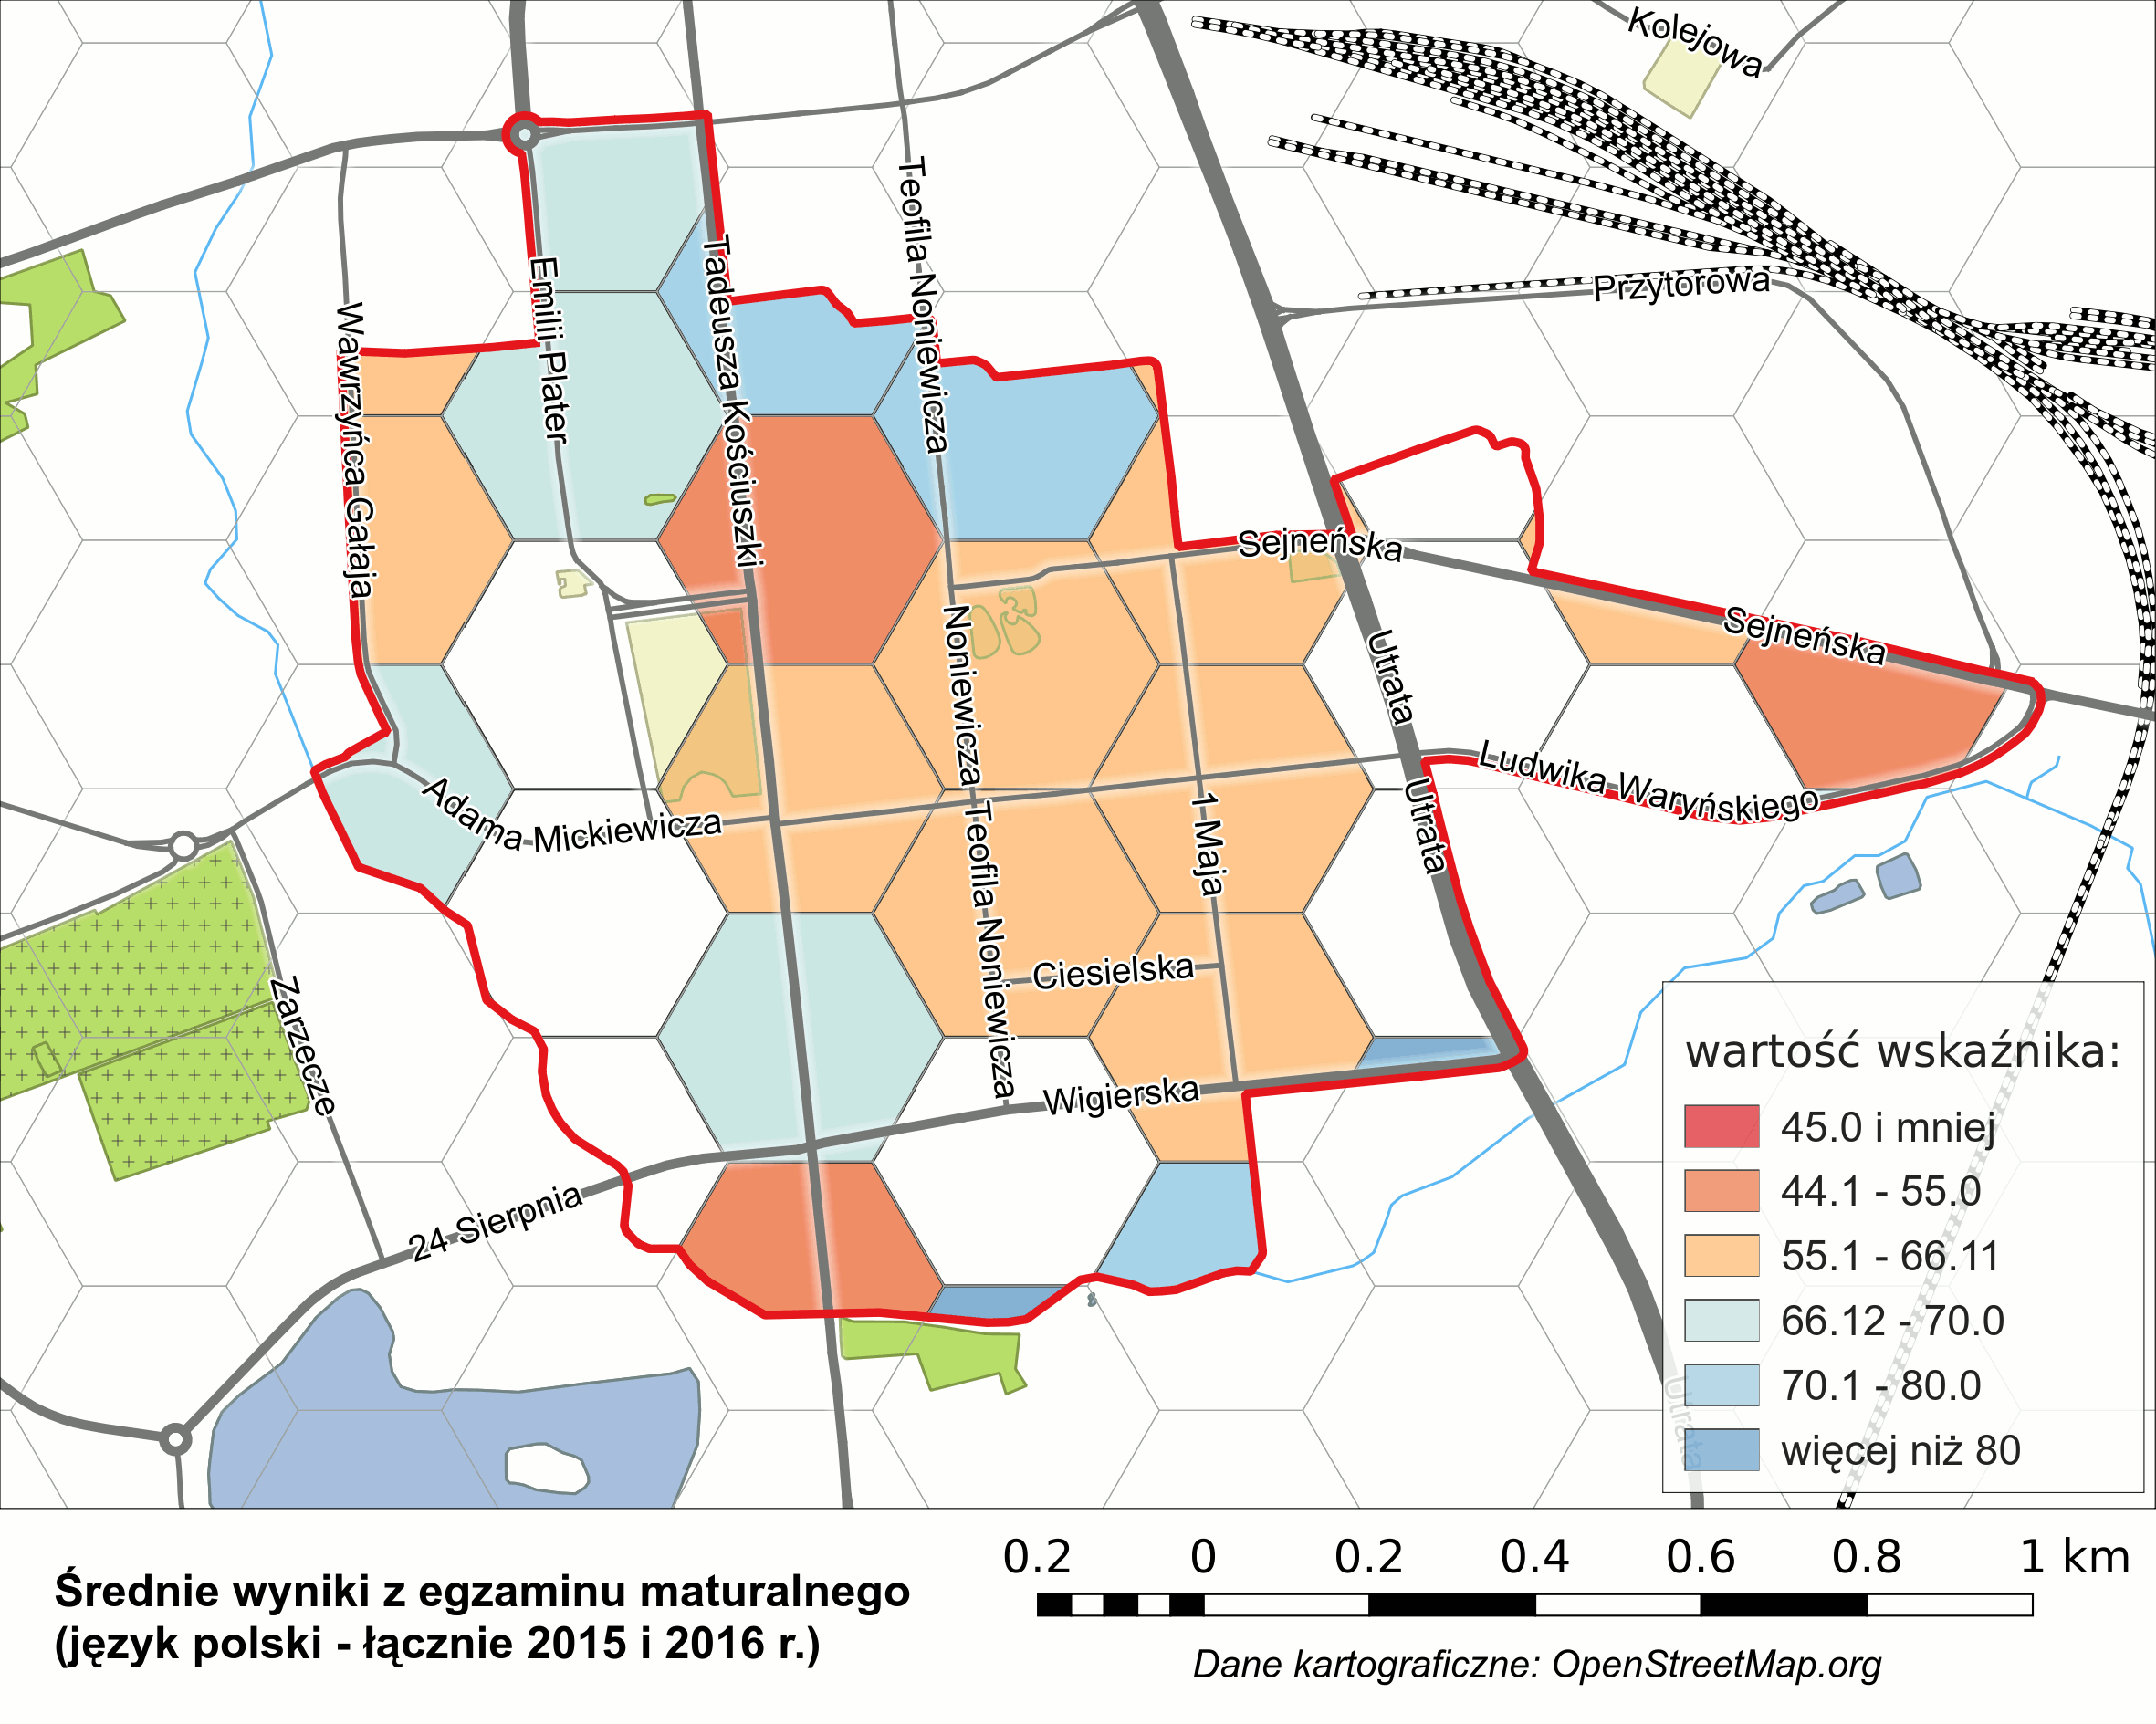 Kolejowa
Teofila Noniewicza
Przytorowa
Emilii Plater
Tadeusza Kościuszki
Wawrzyńca Gałaja
Sejneńska
Sejneńska
Noniewicza
Utrata
Ludwika Waryńskiego
Adama Mickiewicza
Utrata
1 Maja
Teofila Noniewicza
Ciesielska
Zarzecze
Wigierska
24 Sierpnia
wartość wskaźnika:
45.0 i mniej
44.1 - 55.0
55.1 - 66.11
66.12 - 70.0
70.1 - 80.0
więcej niż 80
Utrata
0.2 0 0.2 0.4 0.6 0.8 1 km
Średnie wyniki z egzaminu maturalnego
(język polski - łącznie 2015 i 2016 r.)
Dane kartograficzne: OpenStreetMap.org